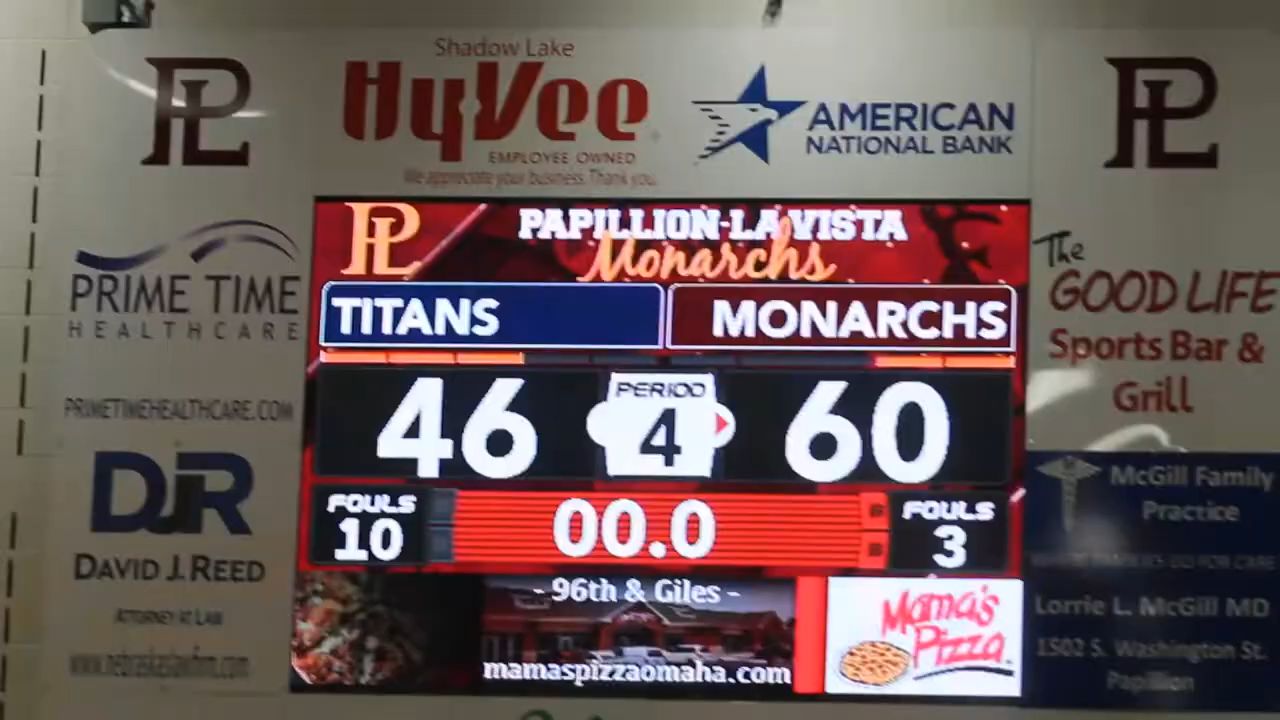 PL
Shadow Lake
HyVee
EMPLOYEE OWNED
We appreciate your business. Thank you.
AMERICAN
NATIONAL BANK
PL
PRIME TIME
HEALTHCARE
PRIMETIMEHEALTHCARE.COM
DJR
DAVID J. REED
ATTORNEY AT LAW
www.nebraskaslawfirm.com
PL
PAPILLION-LA VISTA
Monarchs
TITANS
MONARCHS
46
PERIOD
4
60
FOULS
10
00.0
B
B
FOULS
3
- 96th & Giles -
mamaspizzaomaha.com
Mama's
Pizza
The
GOOD LIFE
Sports Bar &
Grill
McGill Family
Practice
Lorrie L. McGill MD
1502 S. Washington St.
Papillion